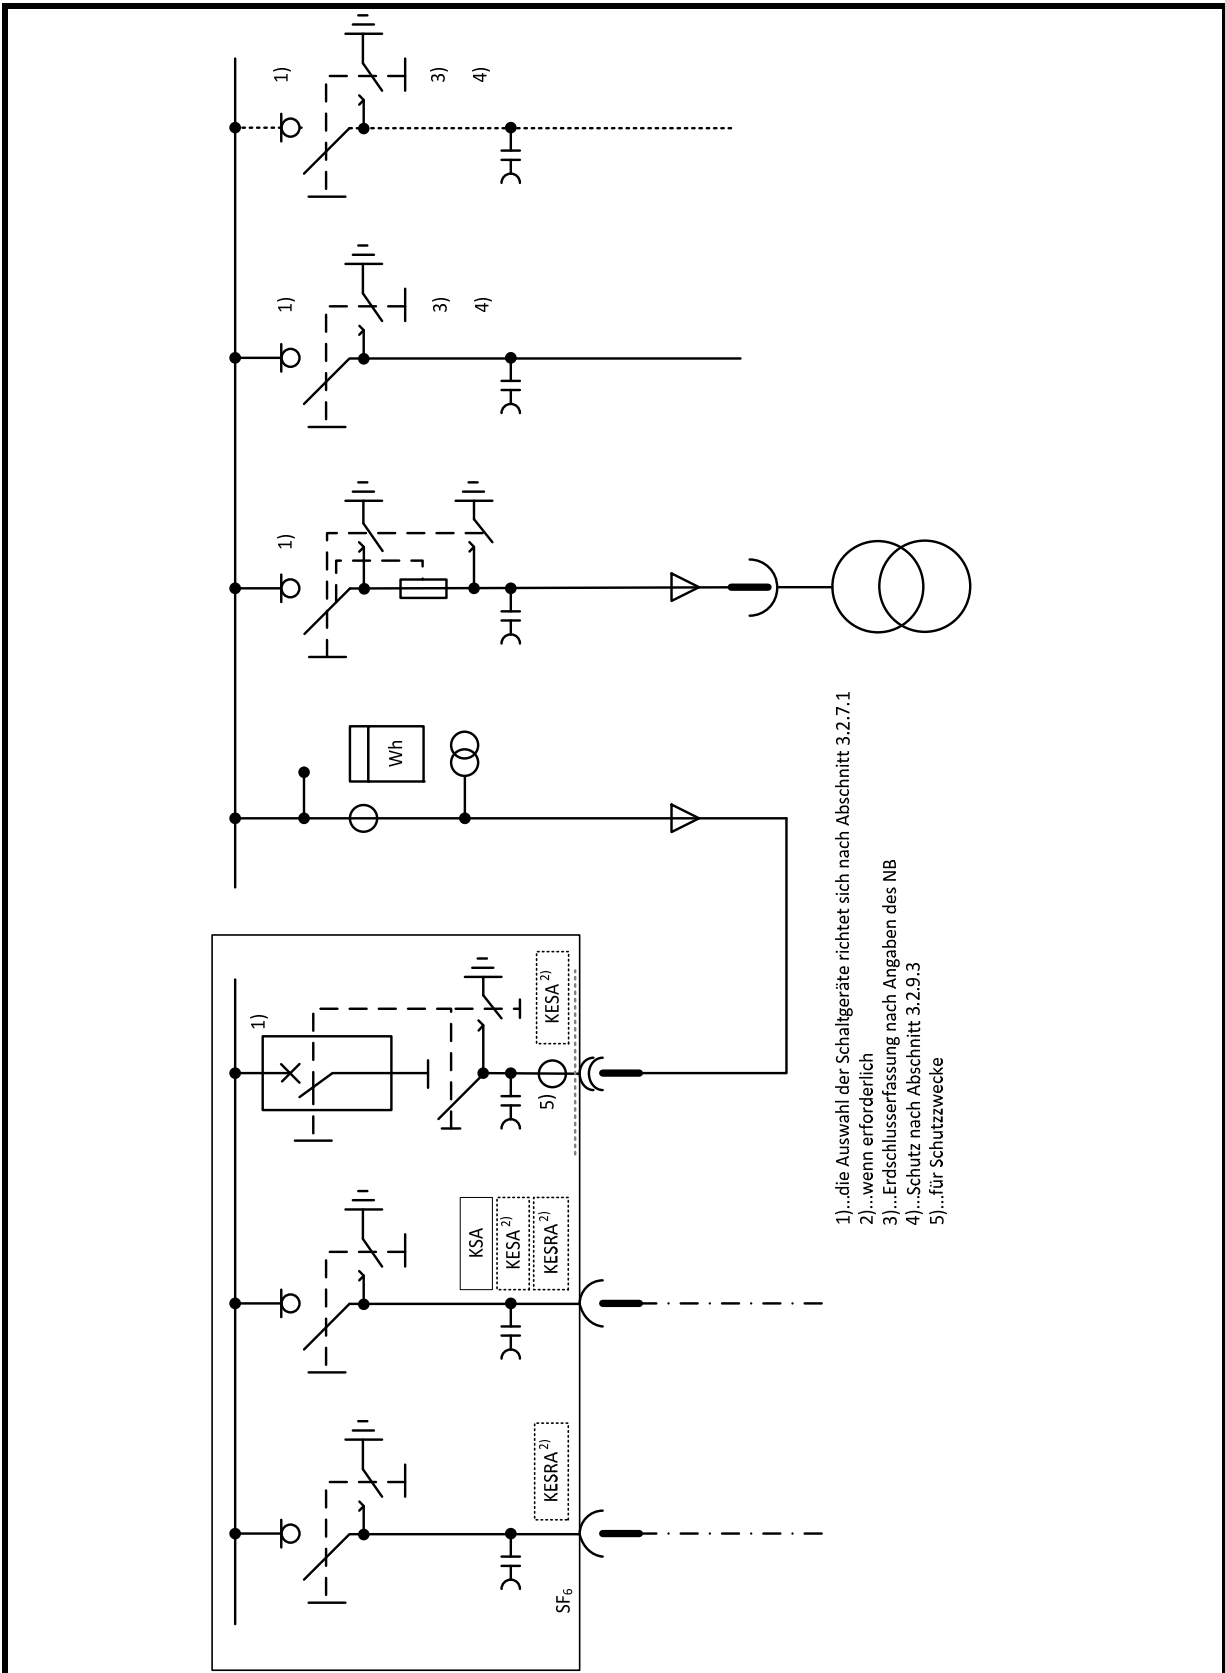 1)
1)
1)
1)
Wh
3)
3)
KSA
4)
4)
KESA 2)
KESRA 2)
KESRA 2)
5)
KESA 2)
SF6
1)...die Auswahl der Schaltgeräte richtet sich nach Abschnitt 3.2.7.1
2)...wenn erforderlich
3)...Erdschlusserfassung nach Angaben des NB
4)...Schutz nach Abschnitt 3.2.9.3
5)...für Schutzzwecke